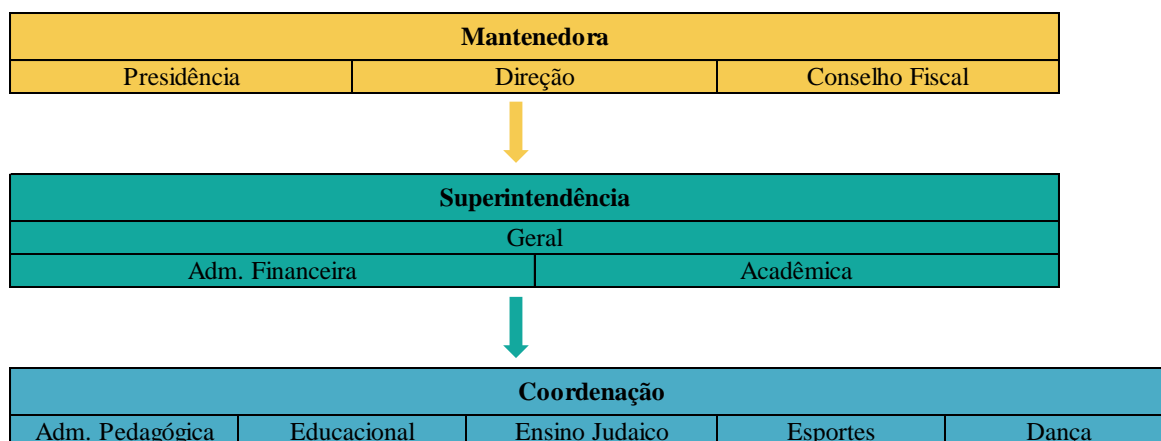 Mantenedora
Presidência Direção Conselho Fiscal
Superintendência
Geral
Adm. Financeira Acadêmica
Coordenação
Adm. Pedagógica Educacional Ensino Judaico Esportes Dança